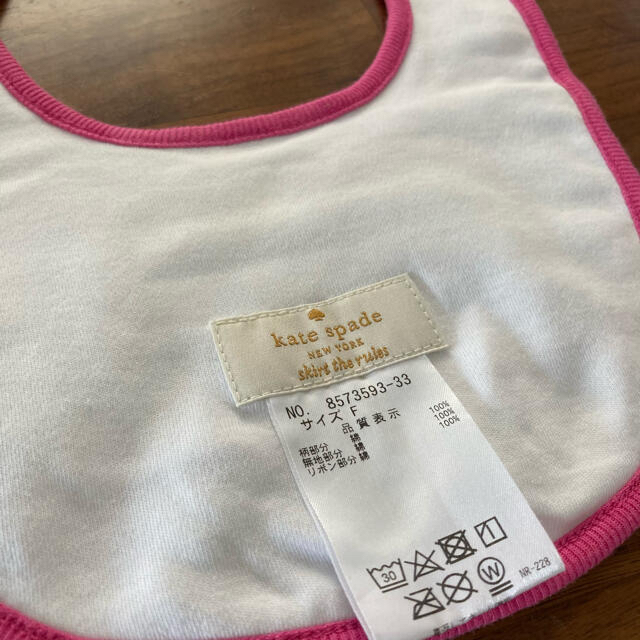 kate spade
NEW YORK
skirt the rules
NO. 8573593-33
サイズ F
品質表示
柄部分 綿 100%
無地部分 綿 100%
リボン部分 綿 100%
30
W
NR-228